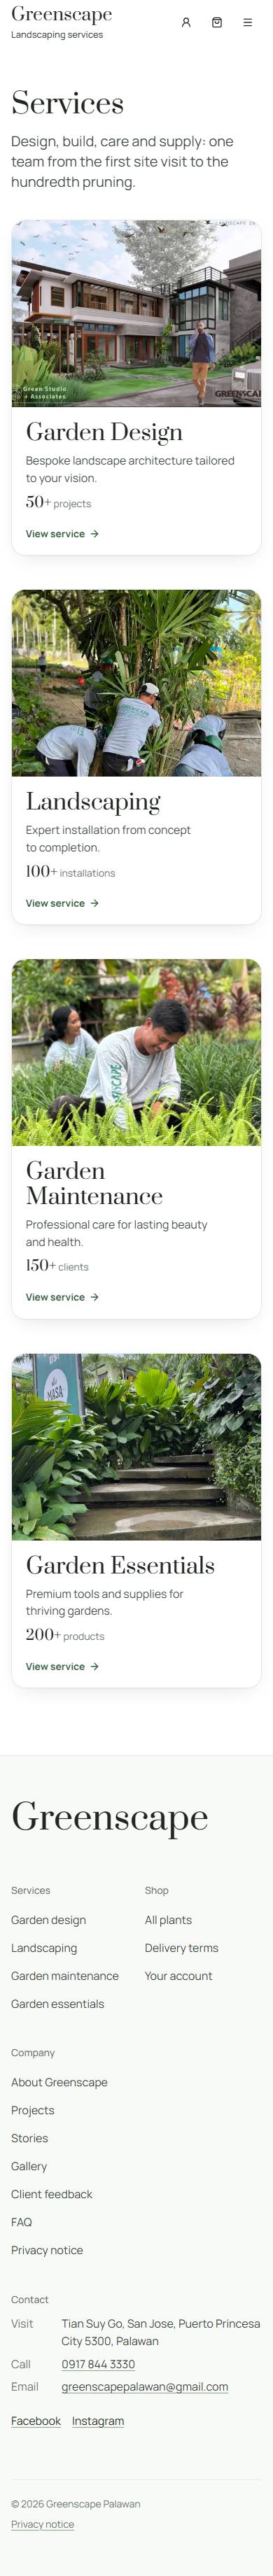 Greenscape
Landscaping services
Services
Design, build, care and supply: one
team from the first site visit to the
hundredth pruning.
LANDSCAPE
Green Studio
+ Associates
GREENSCAP
Garden Design
Bespoke landscape architecture tailored
to your vision.
50+ projects
View service →
Landscaping
Expert installation from concept
to completion.
100+ installations
View service →
Garden
Maintenance
Professional care for lasting beauty
and health.
150+ clients
View service →
MASA
Garden Essentials
Premium tools and supplies for
thriving gardens.
200+ products
View service →
Greenscape
Services
Garden design
Landscaping
Garden maintenance
Garden essentials
Shop
All plants
Delivery terms
Your account
Company
About Greenscape
Projects
Stories
Gallery
Client feedback
FAQ
Privacy notice
Contact
Visit Tian Suy Go, San Jose, Puerto Princesa
City 5300, Palawan
Call 0917 844 3330
Email greenscapepalawan@gmail.com
Facebook Instagram
© 2026 Greenscape Palawan
Privacy notice